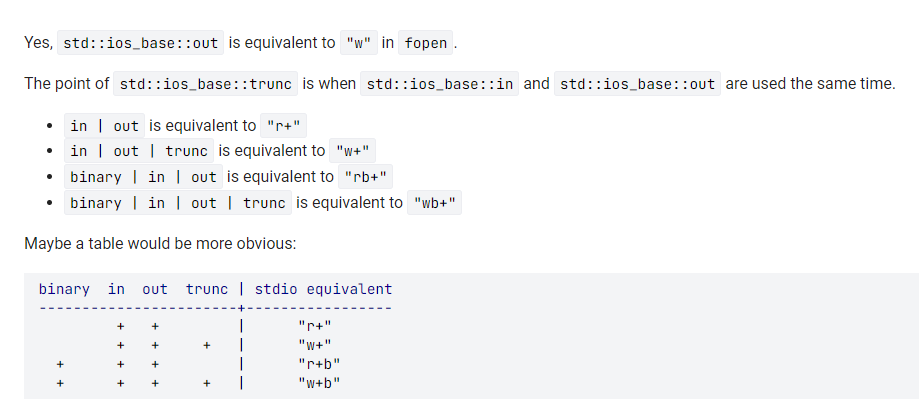 Yes, std::ios_base::out is equivalent to "w" in fopen.
The point of std::ios_base::trunc is when std::ios_base::in and std::ios_base::out are used the same time.
• in | out is equivalent to "r+"
• in | out | trunc is equivalent to "w+"
• binary | in | out is equivalent to "rb+"
• binary | in | out | trunc is equivalent to "wb+"
Maybe a table would be more obvious:
binary  in  out  trunc | stdio equivalent
-----------------------+-----------------
         +   +         |     "r+"
         +   +     +   |     "w+"
  +      +   +         |     "r+b"
  +      +   +     +   |     "w+b"